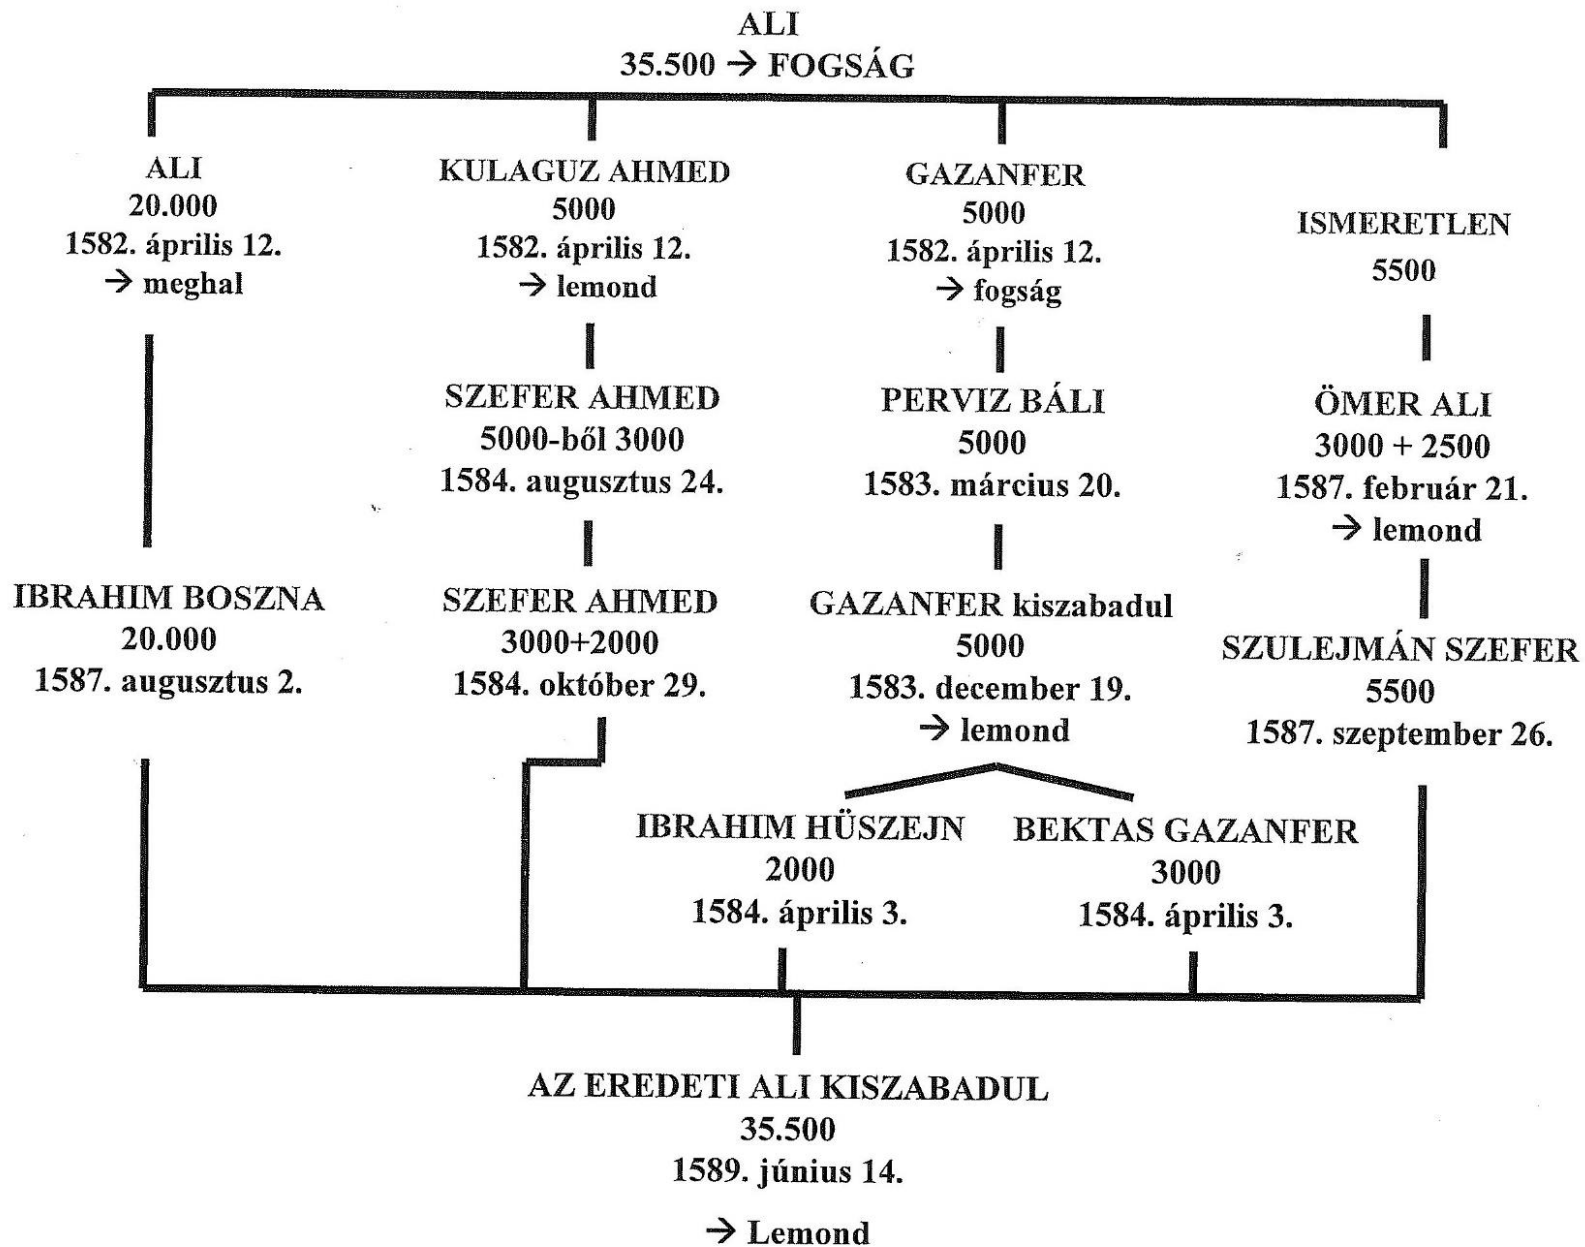 ALI
35.500 → FOGSÁG
ALI
20.000
1582. április 12.
→ meghal
KULAGUZ AHMED
5000
1582. április 12.
→ lemond
GAZANFER
5000
1582. április 12.
→ fogság
ISMERETLEN
5500
SZEFER AHMED
5000-ből 3000
1584. augusztus 24.
PERVIZ BÁLI
5000
1583. március 20.
ÖMER ALI
3000 + 2500
1587. február 21.
→ lemond
IBRAHIM BOSZNA
20.000
1587. augusztus 2.
SZEFER AHMED
3000+2000
1584. október 29.
GAZANFER kiszabadul
5000
1583. december 19.
→ lemond
SZULEJMÁN SZEFER
5500
1587. szeptember 26.
IBRAHIM HÜSZEJN
2000
1584. április 3.
BEKTAS GAZANFER
3000
1584. április 3.
AZ EREDETI ALI KISZABADUL
35.500
1589. június 14.
→ Lemond